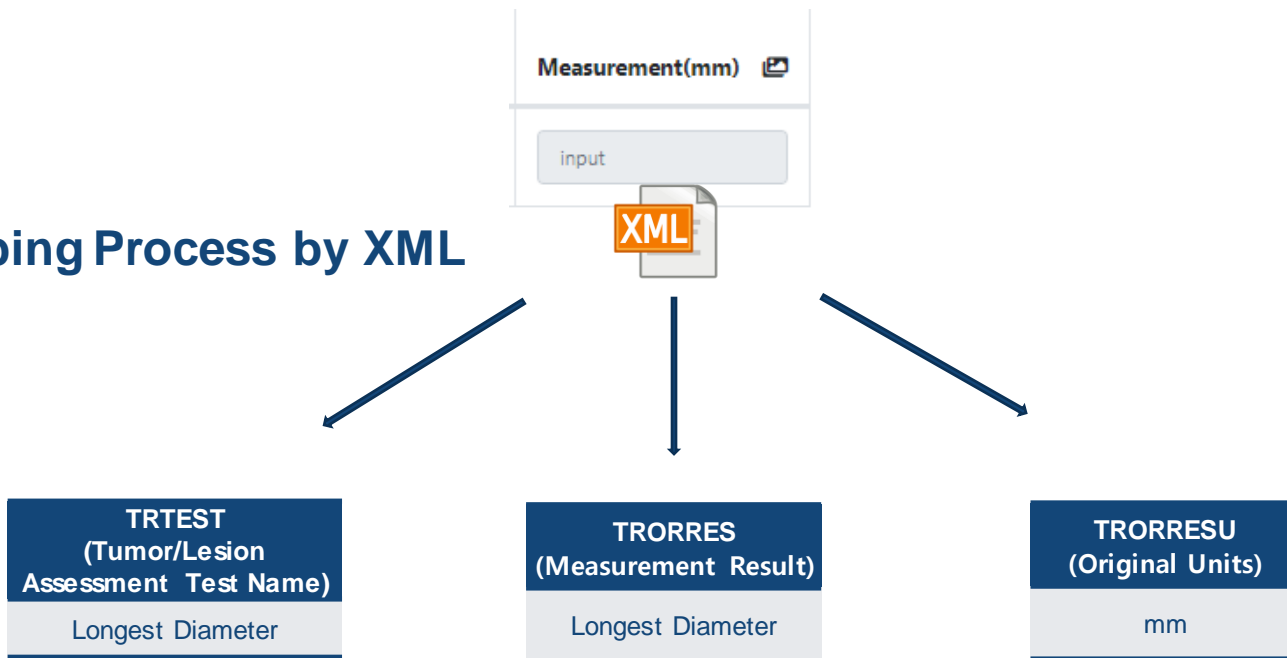 Measurement(mm)
input
XML
ping Process by XML
TRTEST
(Tumor/Lesion
Assessment Test Name)
Longest Diameter
TRORRES
(Measurement Result)
Longest Diameter
TRORRESU
(Original Units)
mm